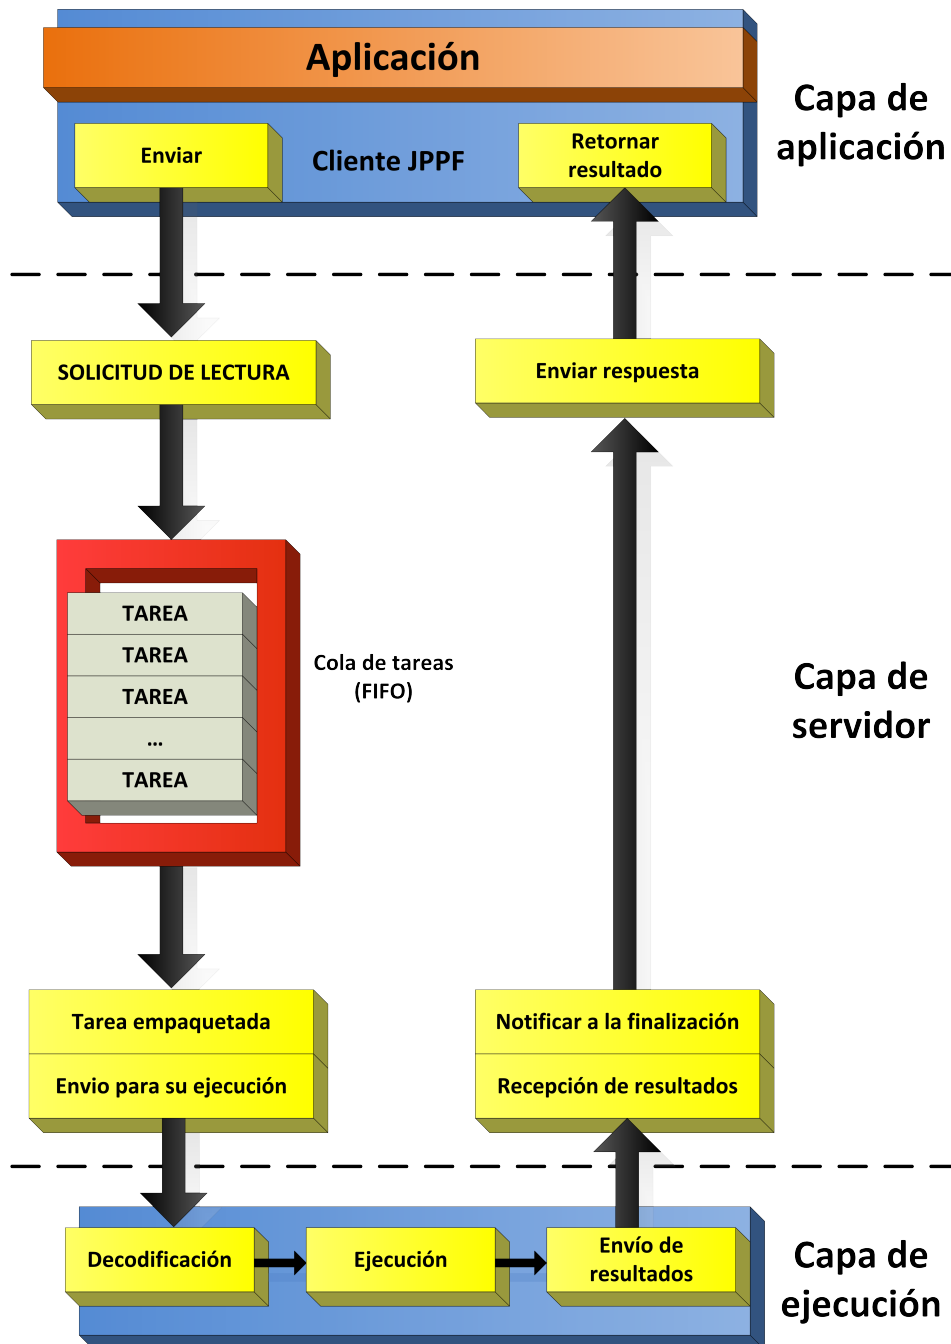 Aplicación
Enviar
Cliente JPPF
Retornar
resultado
Capa de
aplicación
SOLICITUD DE LECTURA
Enviar respuesta
TAREA
TAREA
TAREA
...
TAREA
Cola de tareas
(FIFO)
Capa de
servidor
Tarea empaquetada
Envio para su ejecución
Notificar a la finalización
Recepción de resultados
Decodificación
Ejecución
Envío de
resultados
Capa de
ejecución